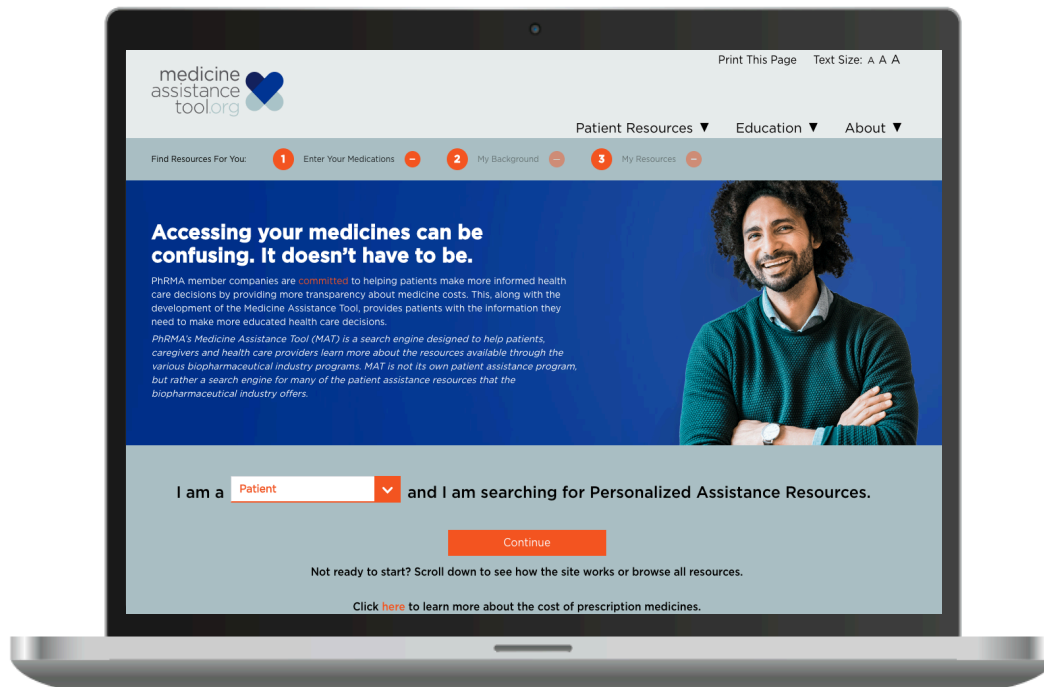 medicine
assistance
tool.org
Print This Page Text Size: A A A
Patient Resources ▼ Education ▼ About ▼
Find Resources For You: 1 Enter Your Medications 2 My Background 3 My Resources
Accessing your medicines can be
confusing. It doesn’t have to be.
PhRMA member companies are committed to helping patients make more informed health
care decisions by providing more transparency about medicine costs. This, along with the
development of the Medicine Assistance Tool, provides patients with the information they
need to make more educated health care decisions.
PhRMA's Medicine Assistance Tool (MAT) is a search engine designed to help patients,
caregivers and health care providers learn more about the resources available through the
various biopharmaceutical industry programs. MAT is not its own patient assistance program,
but rather a search engine for many of the patient assistance resources that the
biopharmaceutical industry offers.
I am a Patient and I am searching for Personalized Assistance Resources.
Continue
Not ready to start? Scroll down to see how the site works or browse all resources.
Click here to learn more about the cost of prescription medicines.